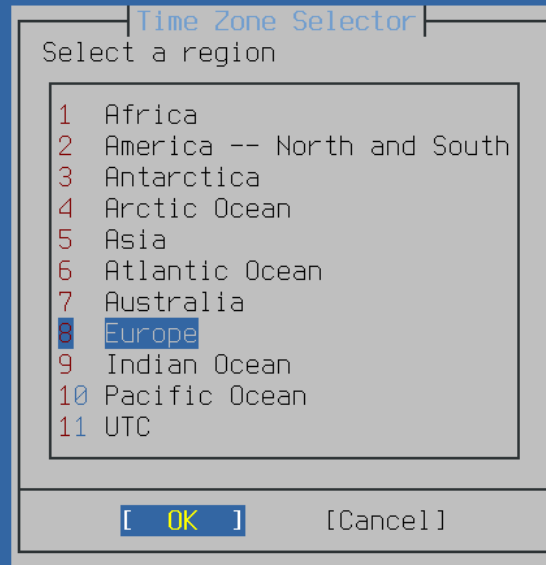 Time Zone Selector
Select a region
1 Africa
2 America -- North and South
3 Antarctica
4 Arctic Ocean
5 Asia
6 Atlantic Ocean
7 Australia
8 Europe
9 Indian Ocean
10 Pacific Ocean
11 UTC
[ OK ] [Cancel]